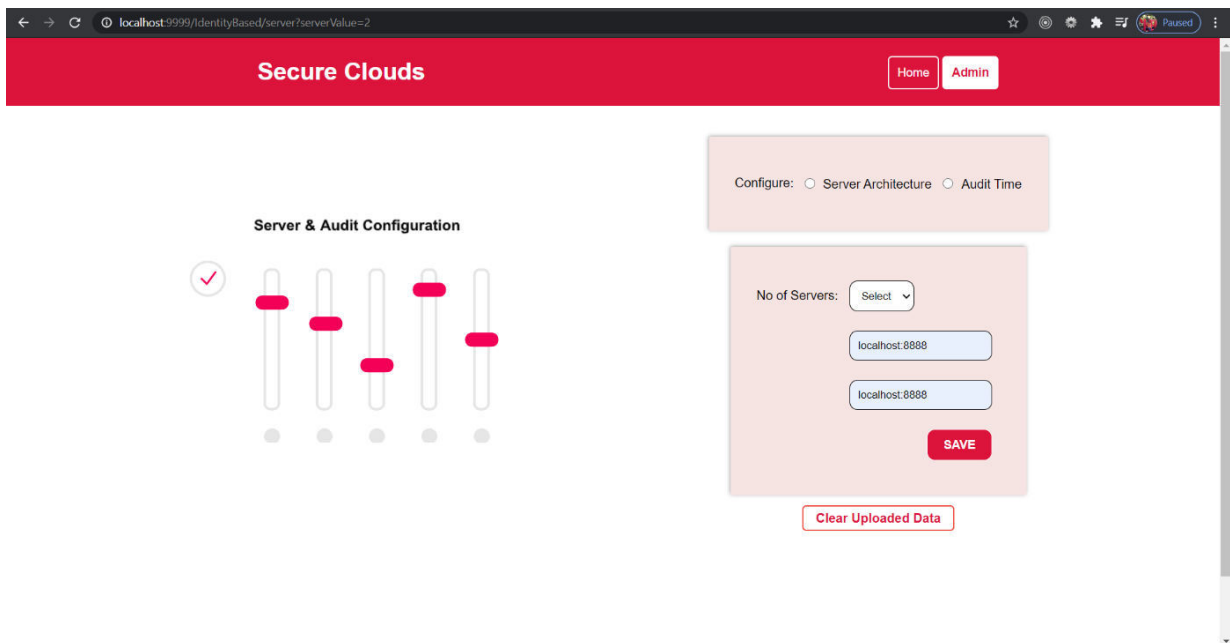 localhost:9999/IdentityBased/server?serverValue=2
Paused
Secure Clouds
Home
Admin
Configure: Server Architecture Audit Time
Server & Audit Configuration
No of Servers: Select
localhost:8888
localhost:8888
SAVE
Clear Uploaded Data